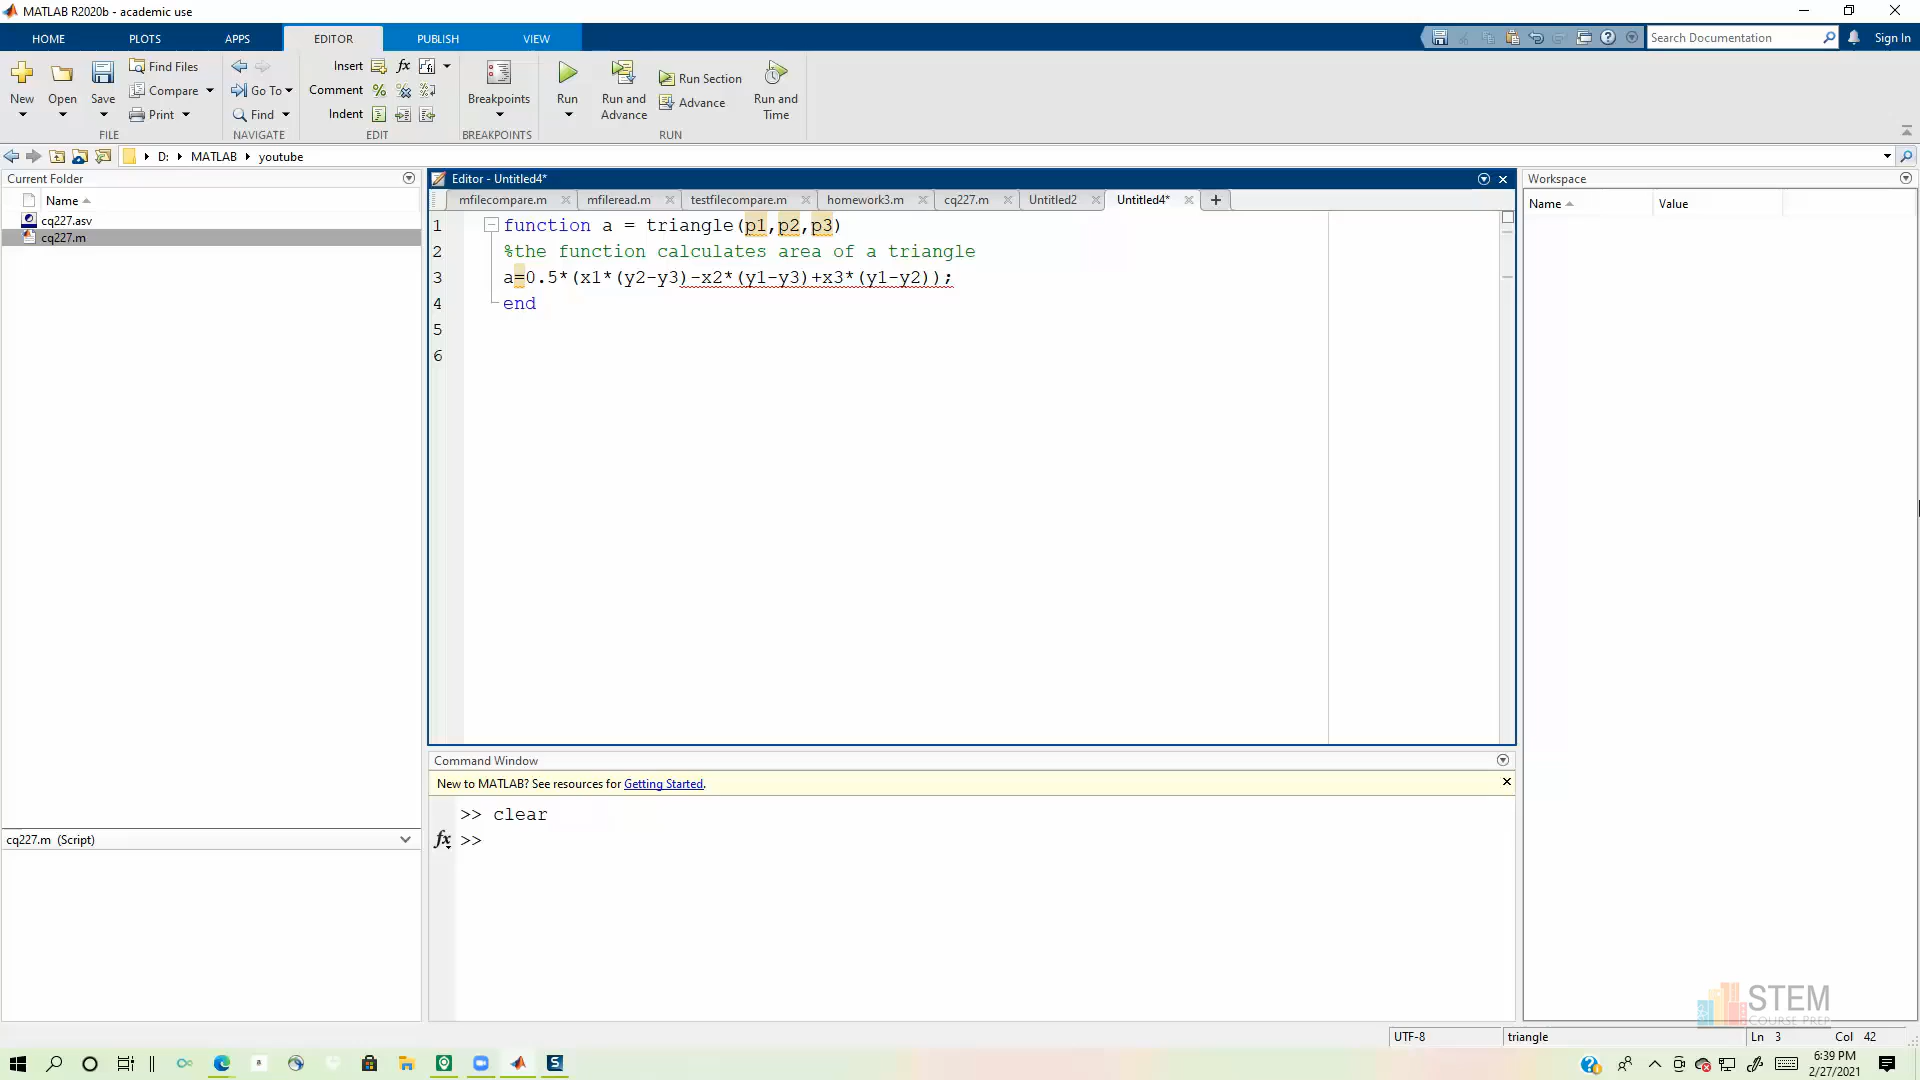 MATLAB R2020b - academic use
HOME PLOTS APPS EDITOR PUBLISH VIEW
Search Documentation
Sign In
New
Open
Save
Find Files
Compare
Print
FILE
Go To
Find
NAVIGATE
Insert fx
Comment
Indent
EDIT
Breakpoints
BREAKPOINTS
Run
Run and
Advance
Run Section
Advance
Run and
Time
RUN
D: MATLAB youtube
Current Folder
Name
cq227.asv
cq227.m
cq227.m (Script)
Editor - Untitled4*
mfilecompare.m mfileread.m testfilecompare.m homework3.m cq227.m Untitled2 Untitled4*
1 function a = triangle(p1,p2,p3)
2 %the function calculates area of a triangle
3 a=0.5*(x1*(y2-y3)-x2*(y1-y3)+x3*(y1-y2));
4 end
5
6
Command Window
New to MATLAB? See resources for Getting Started.
>> clear
fx >>
Workspace
Name Value
STEM
COURSE PREP
UTF-8 triangle Ln 3 Col 42
6:39 PM
2/27/2021